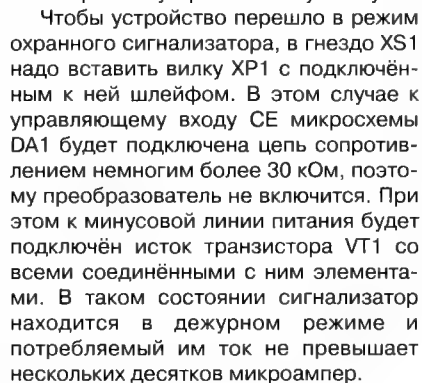 Чтобы устройство перешло в режим
охранного сигнализатора, в гнездо XS1
надо вставить вилку XP1 с подключён-
ным к ней шлейфом. В этом случае к
управляющему входу CE микросхемы
DA1 будет подключена цепь сопротив-
лением немногим более 30 кОм, поэто-
му преобразователь не включится. При
этом к минусовой линии питания будет
подключён исток транзистора VT1 со
всеми соединёнными с ним элемента-
ми. В таком состоянии сигнализатор
находится в дежурном режиме и
потребляемый им ток не превышает
нескольких десятков микроампер.